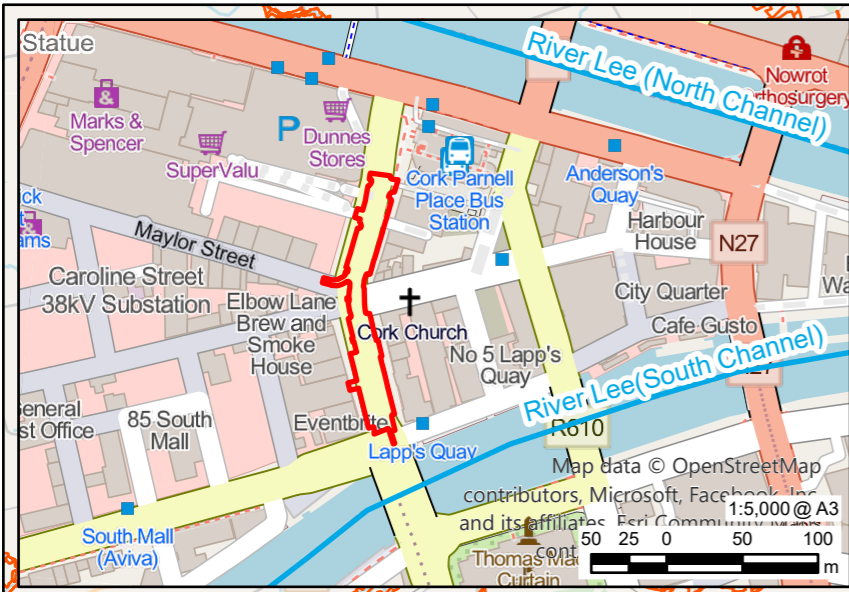 Statue
River Lee (North Channel)
Nowrot
orthosurgery
Marks &
Spencer
SuperValu
P
Dunnes
Stores
Cork Parnell
Place Bus
Station
Anderson's
Quay
Harbour
House
N27
Maylor Street
Caroline Street
38kV Substation
Elbow Lane
Brew and
Smoke
House
Cork Church
City Quarter
Cafe Gusto
No 5 Lapp's
Quay
River Lee(South Channel)
85 South
Mall
Eventbrite
Lapp's Quay
R610
South Mall
(Aviva)
Map data © OpenStreetMap
contributors, Microsoft, Facebook, Inc.
and its affiliates, Esri Community Maps
1:5,000 @ A3
50 25 0 50 100
m
Thomas
Curtain